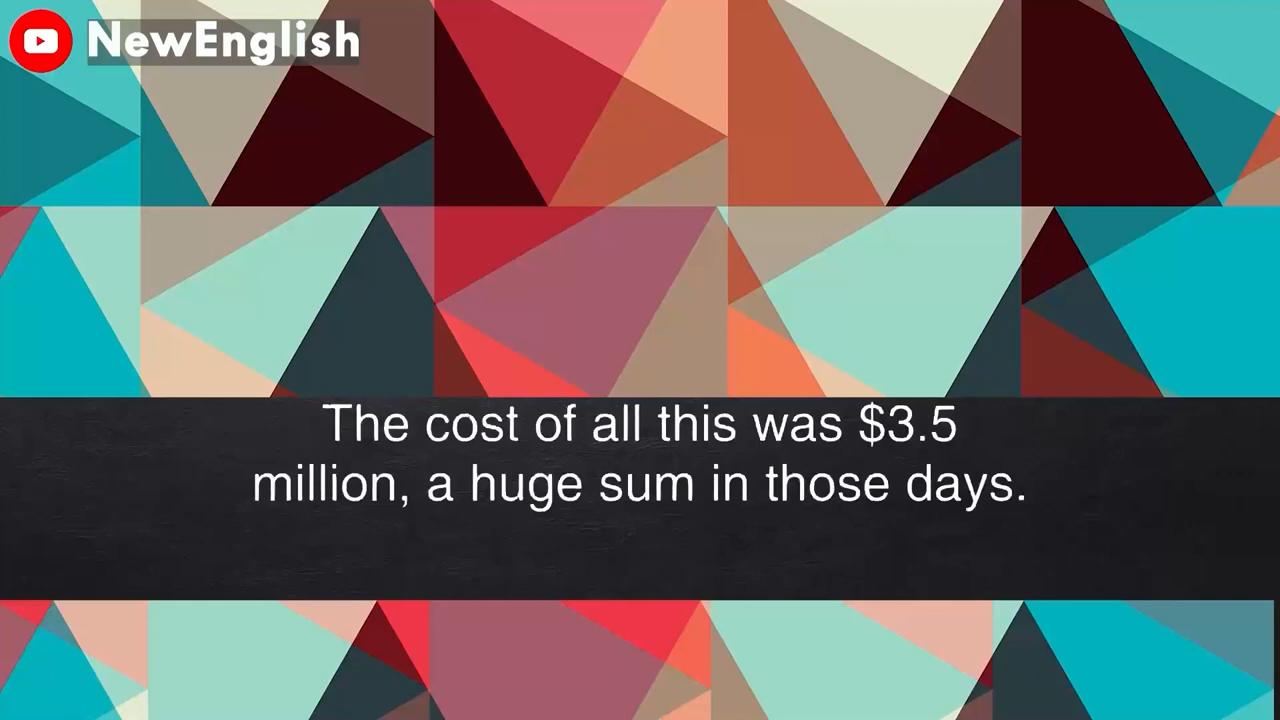 NewEnglish
The cost of all this was $3.5
million, a huge sum in those days.